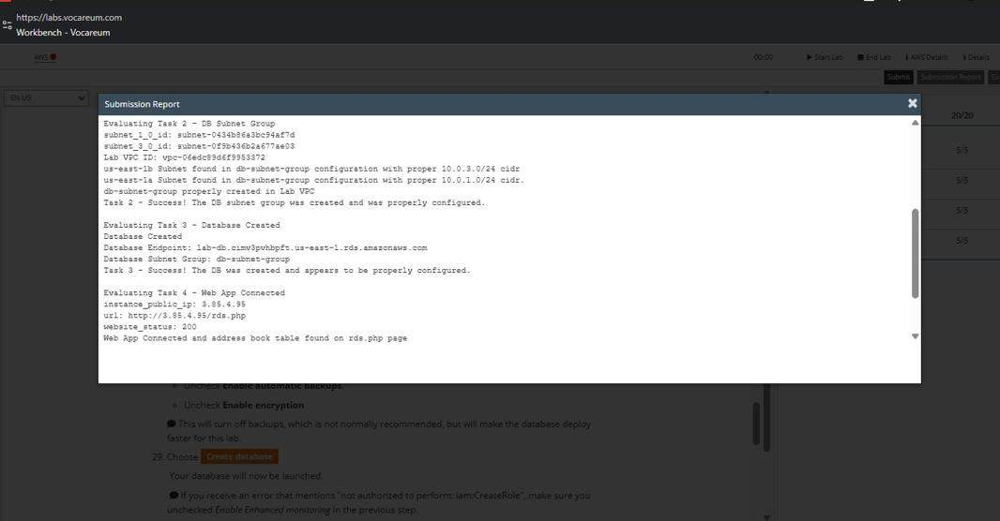 https://labs.vocareum.com
Workbench - Vocareum
AWS
00:00
Start Lab
End Lab
AWS Details
Details
Submit
Submission Report
EN-US
Submission Report
20/20
Evaluating Task 2 - DB Subnet Group
subnet_1_0_id: subnet-0434b86a3bc94af7d
subnet_3_0_id: subnet-0f9b436b2a677ae03
Lab VPC ID: vpc-06edc89d6f9953372
us-east-1b Subnet found in db-subnet-group configuration with proper 10.0.3.0/24 cidr
us-east-1a Subnet found in db-subnet-group configuration with proper 10.0.1.0/24 cidr.
db-subnet-group properly created in Lab VPC
Task 2 - Success! The DB subnet group was created and was properly configured.
Evaluating Task 3 - Database Created
Database Created
Database Endpoint: lab-db.cimv3pvhbpft.us-east-1.rds.amazonaws.com
Database Subnet Group: db-subnet-group
Task 3 - Success! The DB was created and appears to be properly configured.
Evaluating Task 4 - Web App Connected
instance_public_ip: 3.85.4.95
url: http://3.85.4.95/rds.php
website_status: 200
Web App Connected and address book table found on rds.php page
5/5
5/5
5/5
5/5
Uncheck Enable automatic backups.
Uncheck Enable encryption
This will turn off backups, which is not normally recommended, but will make the database deploy
faster for this lab.
29. Choose Create database
Your database will now be launched.
If you receive an error that mentions "not authorized to perform: iam:CreateRole", make sure you
unchecked Enable Enhanced monitoring in the previous step.